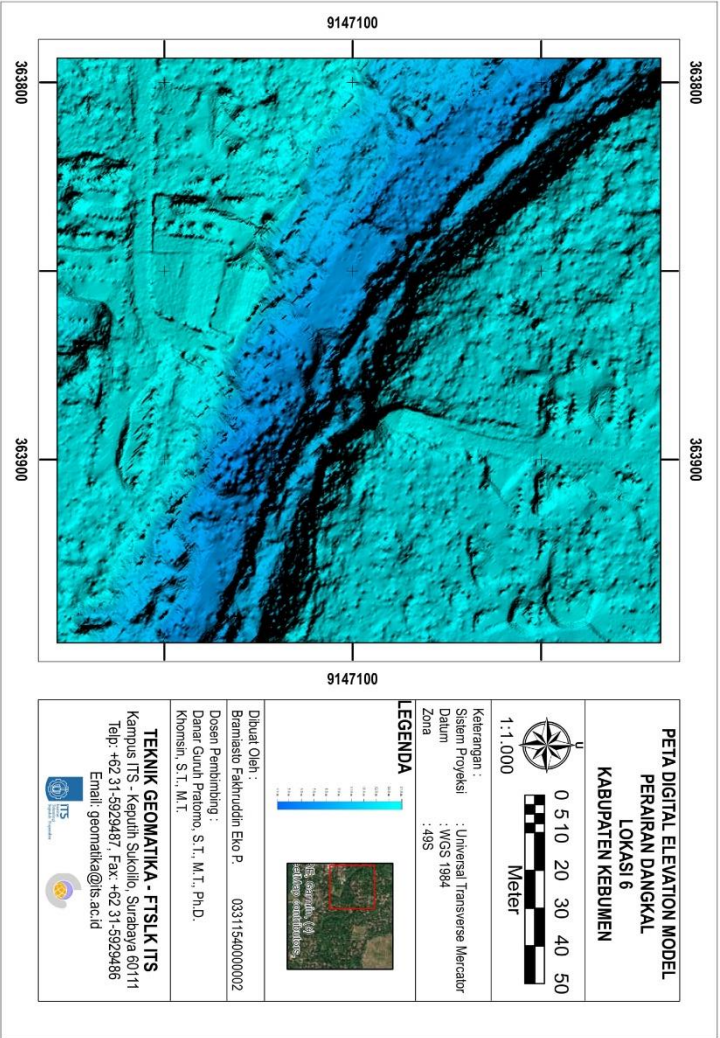 9147100
363800
363800
363900
363900
9147100
PETA DIGITAL ELEVATION MODEL
PERAIRAN DANGKAL
LOKASI 6
KABUPATEN KEBUMEN
U
0 5 10 20 30 40 50
Meter
1:1.000
Keterangan :
Sistem Proyeksi : Universal Transverse Mercator
Datum : WGS 1984
Zona : 49S
LEGENDA
Dibuat Oleh :
Bramiasto Fakhruddin Eko P. 03311540000002
Dosen Pembimbing :
Danar Guruh Pratomo, S.T., M.T., Ph.D.
Khomsin, S.T., M.T.
TEKNIK GEOMATIKA - FTSLK ITS
Kampus ITS - Keputih Sukolilo, Surabaya 60111
Telp: +62 31-5929487, Fax: +62 31-5929486
Email: geomatika@its.ac.id
ITS